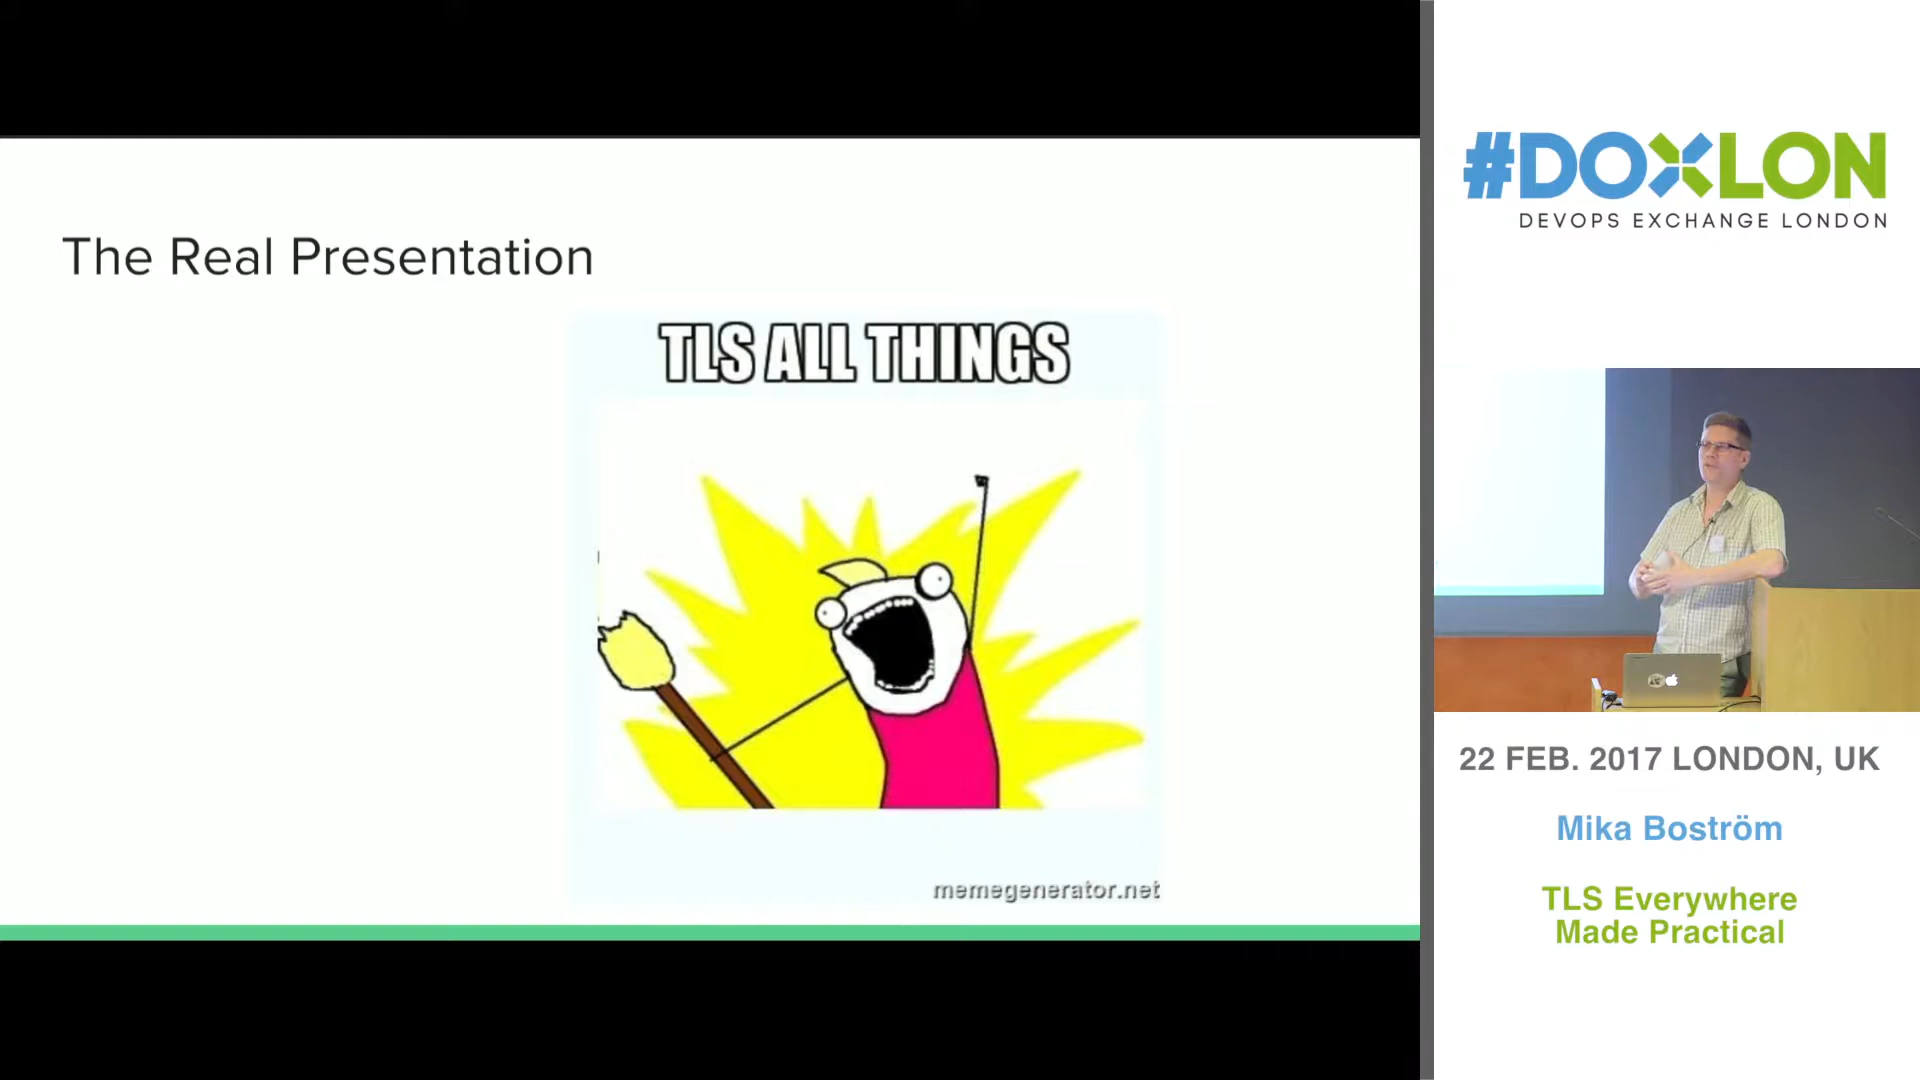 The Real Presentation
TLS ALL THINGS
memegenerator.net
#DOXLON
DEVOPS EXCHANGE LONDON
22 FEB. 2017 LONDON, UK
Mika Boström
TLS Everywhere
Made Practical